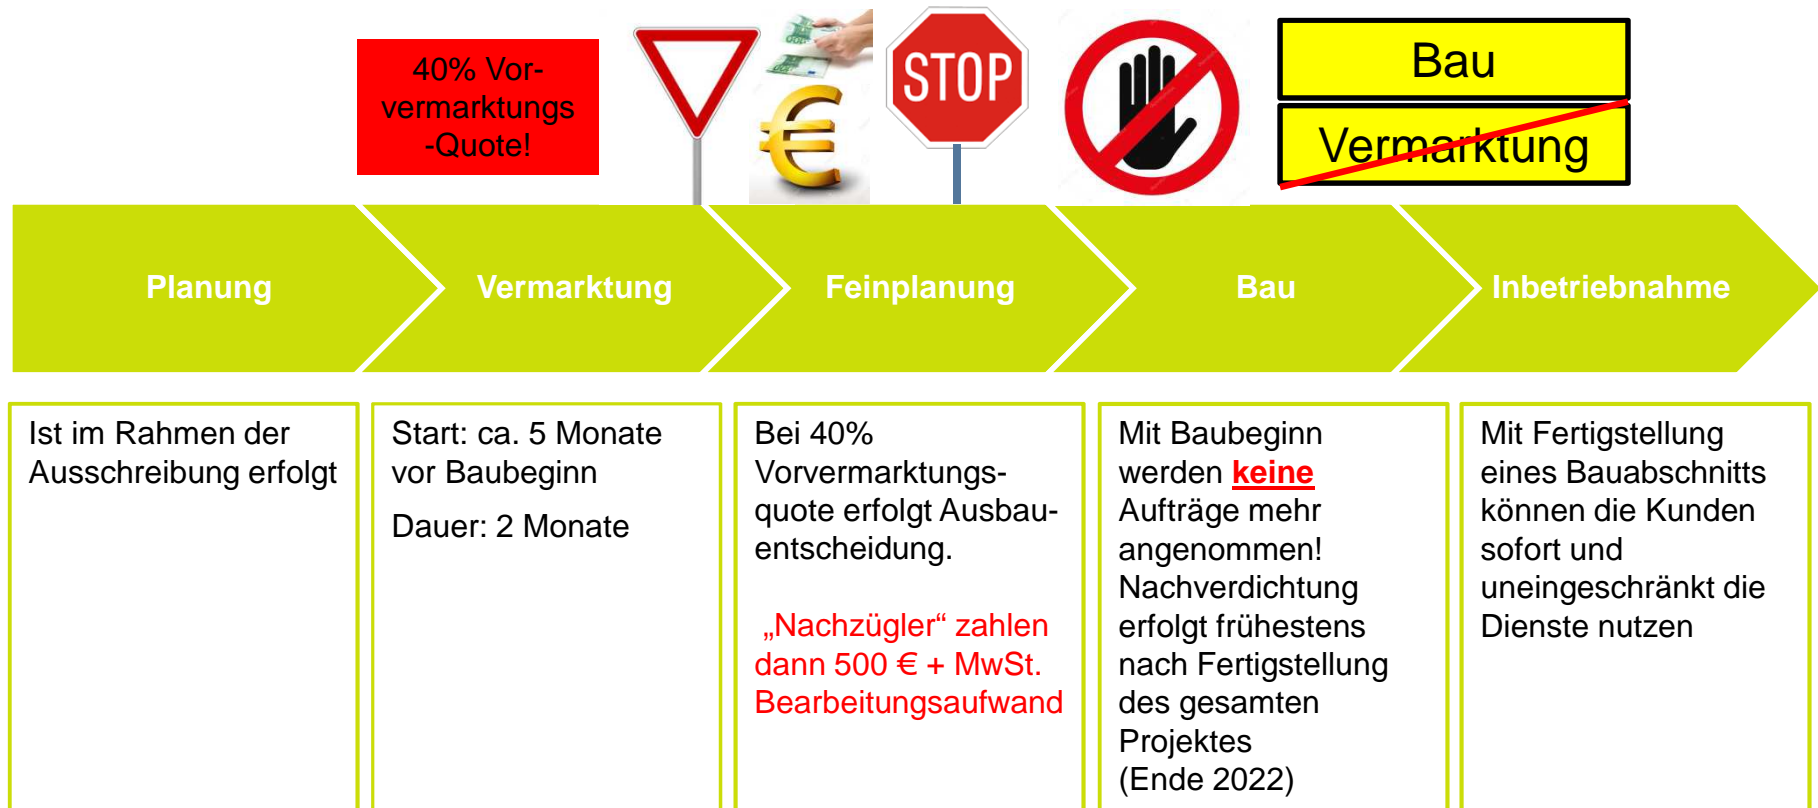 40% Vor-
vermarktungs
-Quote!
STOP
Bau
Vermarktung
Planung
Vermarktung
Feinplanung
Bau
Inbetriebnahme
Ist im Rahmen der
Ausschreibung erfolgt
Start: ca. 5 Monate
vor Baubeginn
Dauer: 2 Monate
Bei 40%
Vorvermarktungs-
quote erfolgt Ausbau-
entscheidung.
„Nachzügler“ zahlen
dann 500 € + MwSt.
Bearbeitungsaufwand
Mit Baubeginn
werden keine
Aufträge mehr
angenommen!
Nachverdichtung
erfolgt frühestens
nach Fertigstellung
des gesamten
Projektes
(Ende 2022)
Mit Fertigstellung
eines Bauabschnitts
können die Kunden
sofort und
uneingeschränkt die
Dienste nutzen